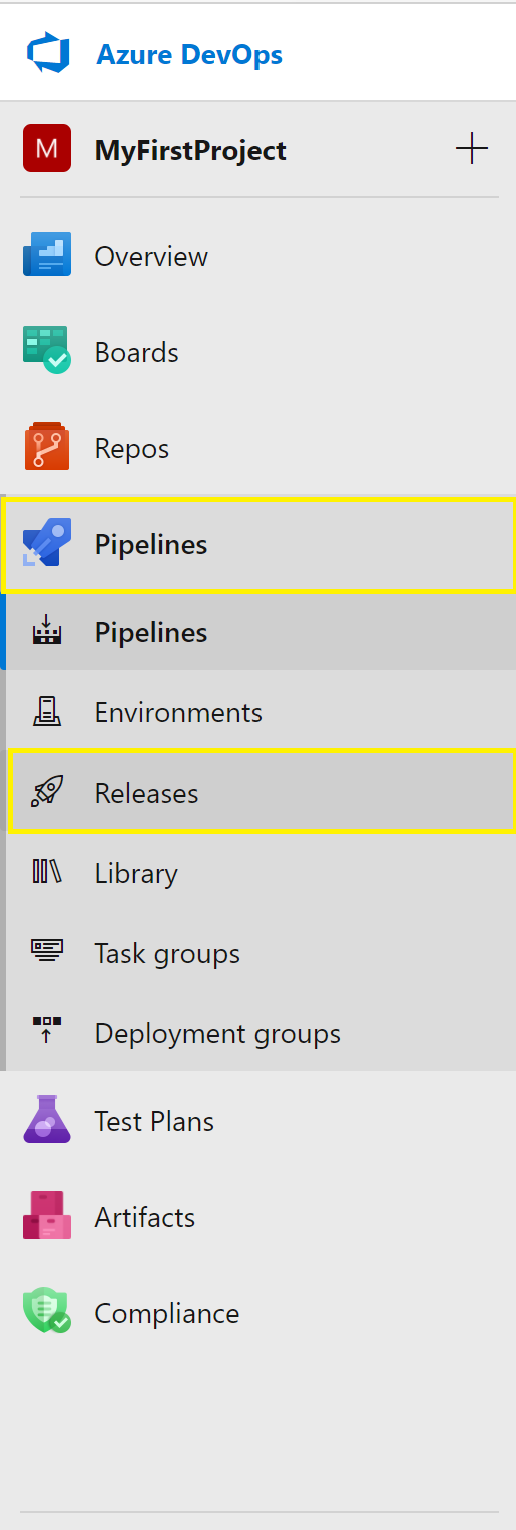 Azure DevOps
M MyFirstProject
Overview
Boards
Repos
Pipelines
Pipelines
Environments
Releases
Library
Task groups
Deployment groups
Test Plans
Artifacts
Compliance